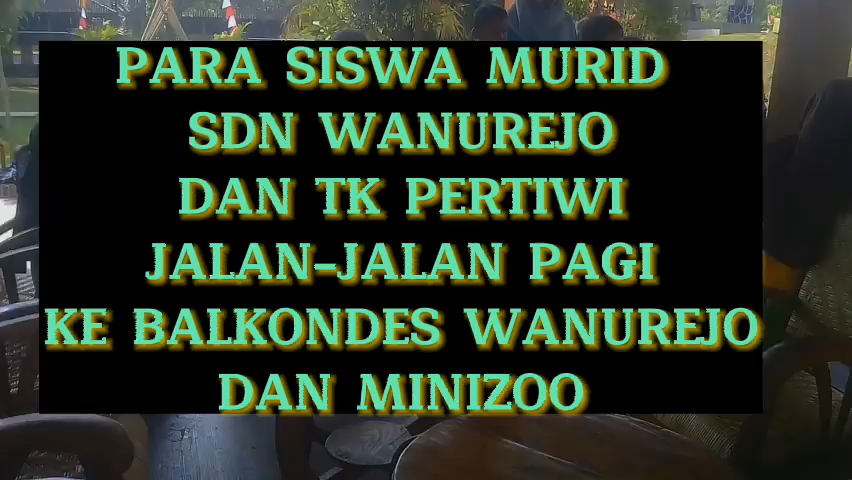 PARA SISWA MURID
SDN WANUREJO
DAN TK PERTIWI
JALAN-JALAN PAGI
KE BALKONDES WANUREJO
DAN MINIZOO